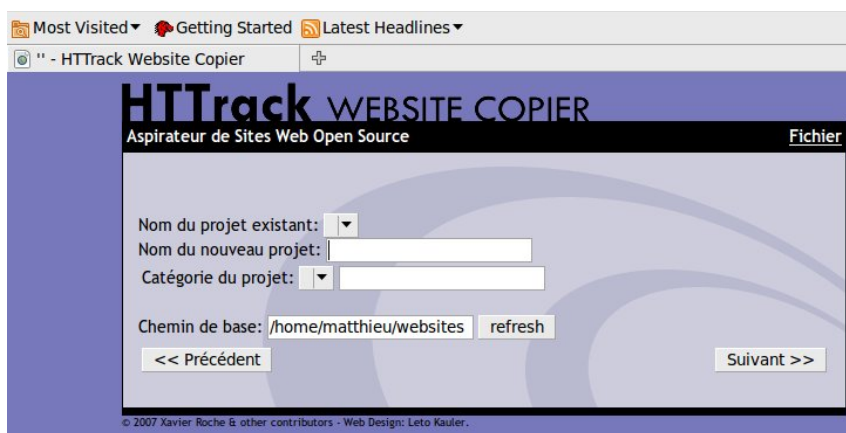 Most Visited Getting Started Latest Headlines
'' - HTTrack Website Copier
HTTrack WEBSITE COPIER
Aspirateur de Sites Web Open Source Fichier
Nom du projet existant:
Nom du nouveau projet:
Catégorie du projet:
Chemin de base: /home/matthieu/websites refresh
<< Précédent Suivant >>
© 2007 Xavier Roche & other contributors - Web Design: Leto Kauler.